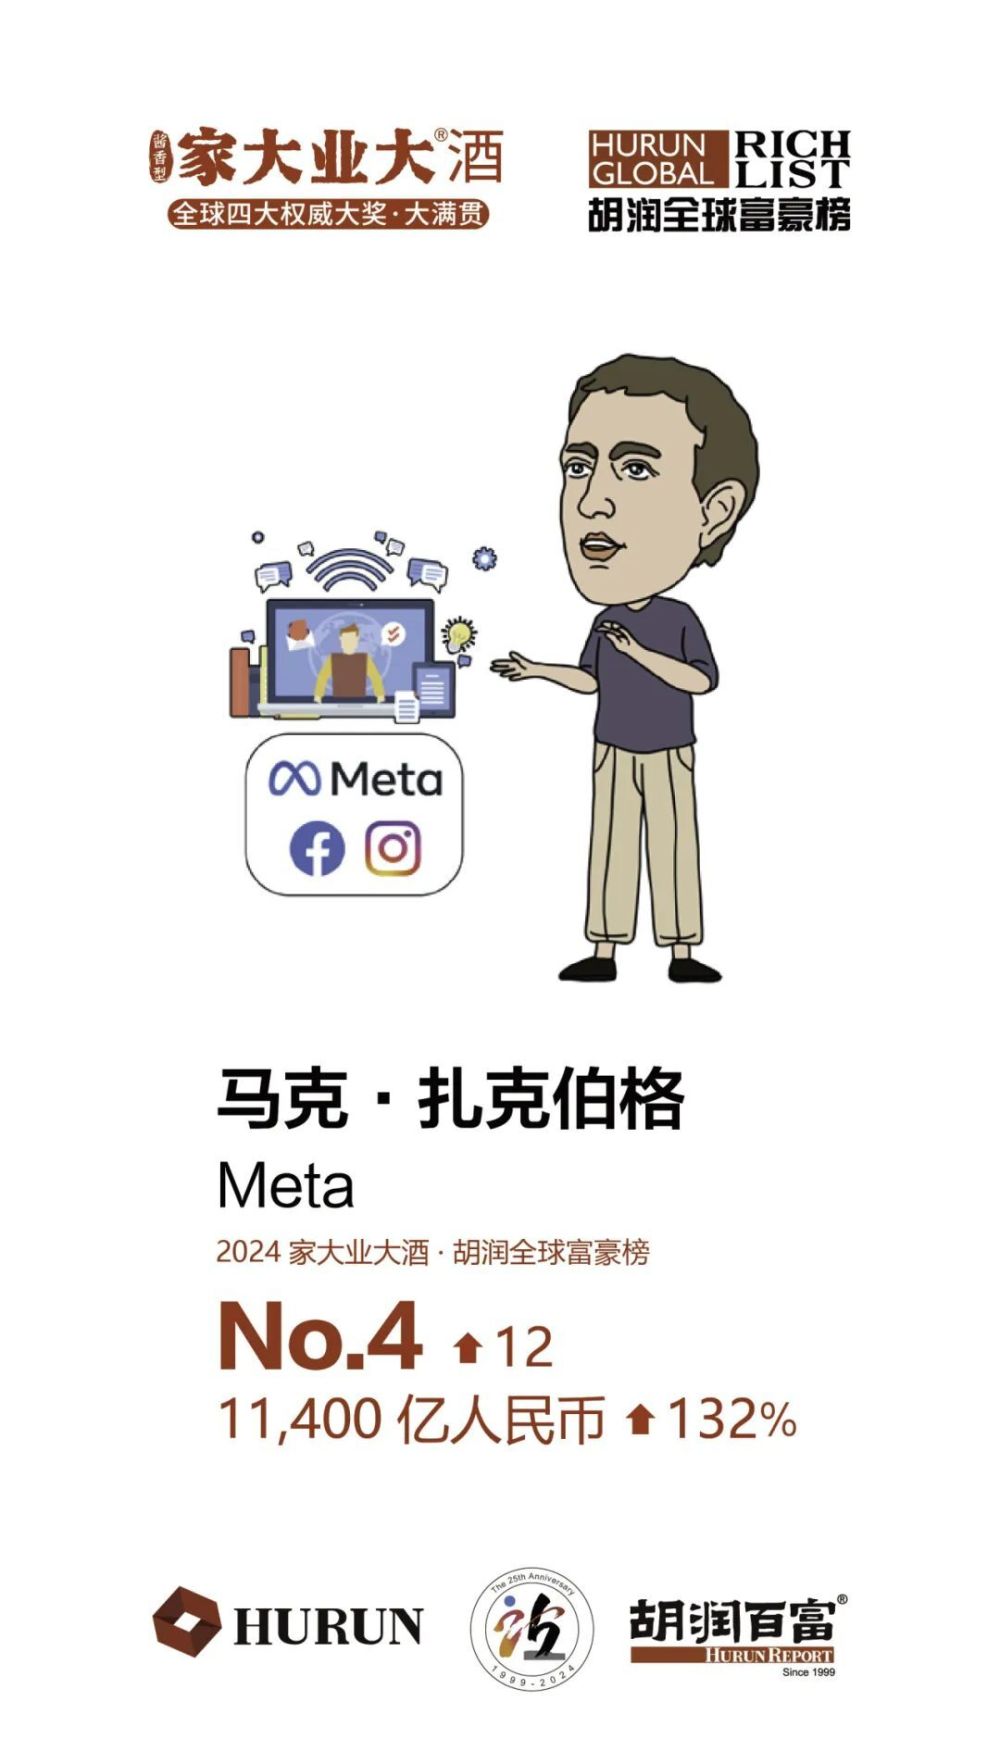 酱香型
家大业大®酒
全球四大权威大奖·大满贯
HURUN GLOBAL
RICH LIST
胡润全球富豪榜
Meta
马克·扎克伯格
Meta
2024 家大业大酒·胡润全球富豪榜
No.4 ↑12
11,400 亿人民币 ↑132%
HURUN
The 25th Anniversary
1999-2024
胡润百富®
HURUN REPORT
Since 1999